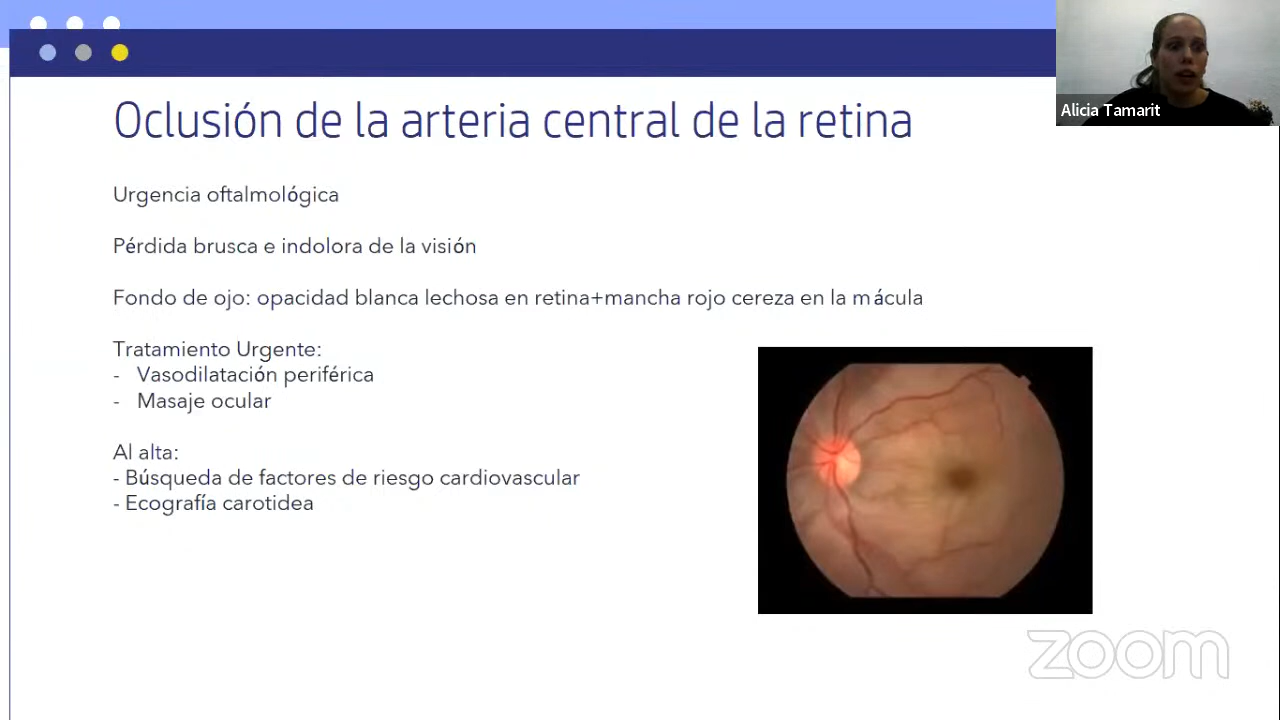 Oclusión de la arteria central de la retina
Alicia Tamarit
Urgencia oftalmológica
Pérdida brusca e indolora de la visión
Fondo de ojo: opacidad blanca lechosa en retina+mancha rojo cereza en la mácula
Tratamiento Urgente:
- Vasodilatación periférica
- Masaje ocular
Al alta:
- Búsqueda de factores de riesgo cardiovascular
- Ecografía carotidea
zoom